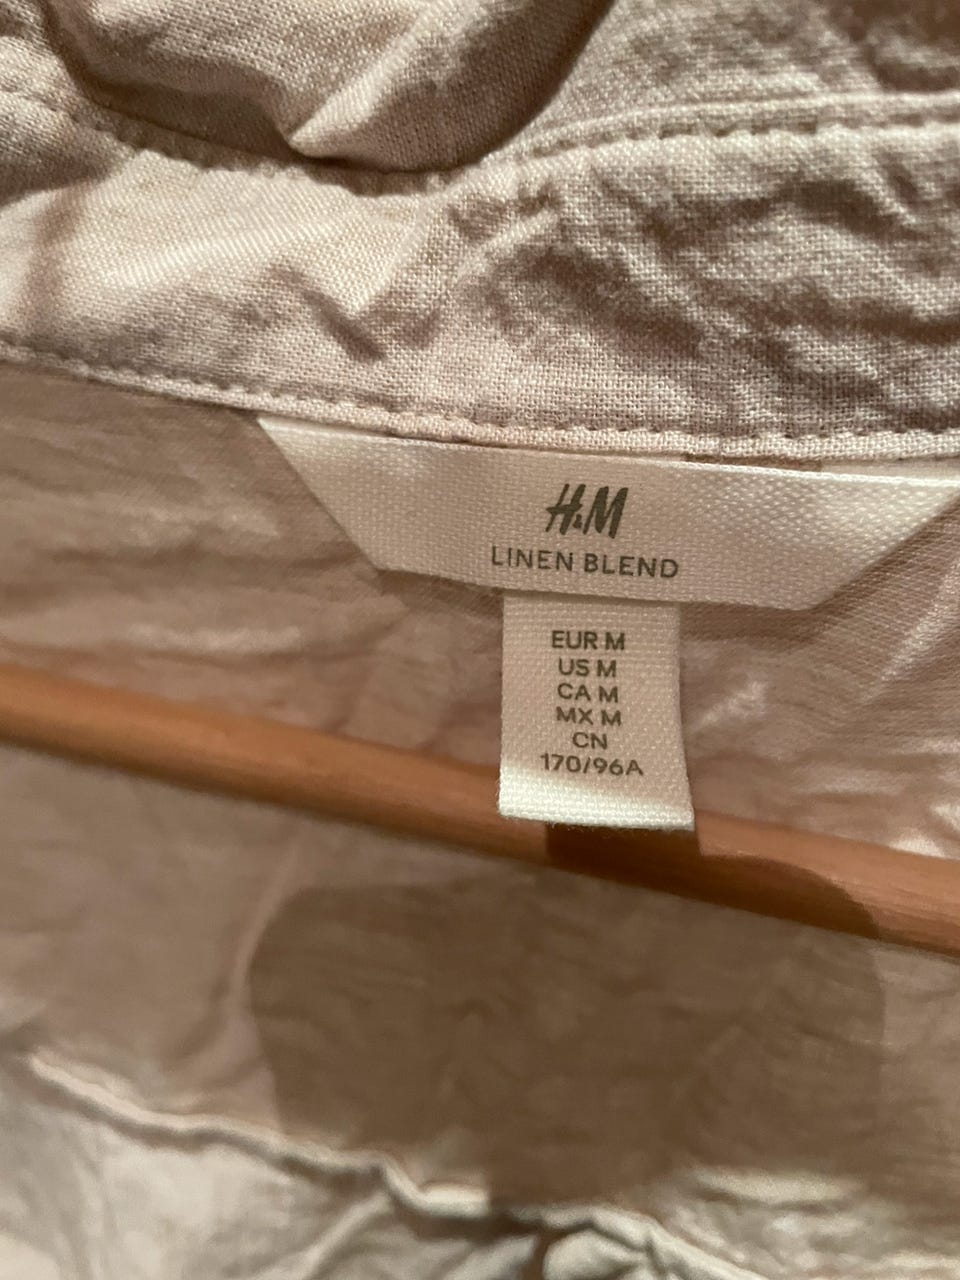 H&M
LINEN BLEND
EUR M
US M
CA M
MX M
CN
170/96A